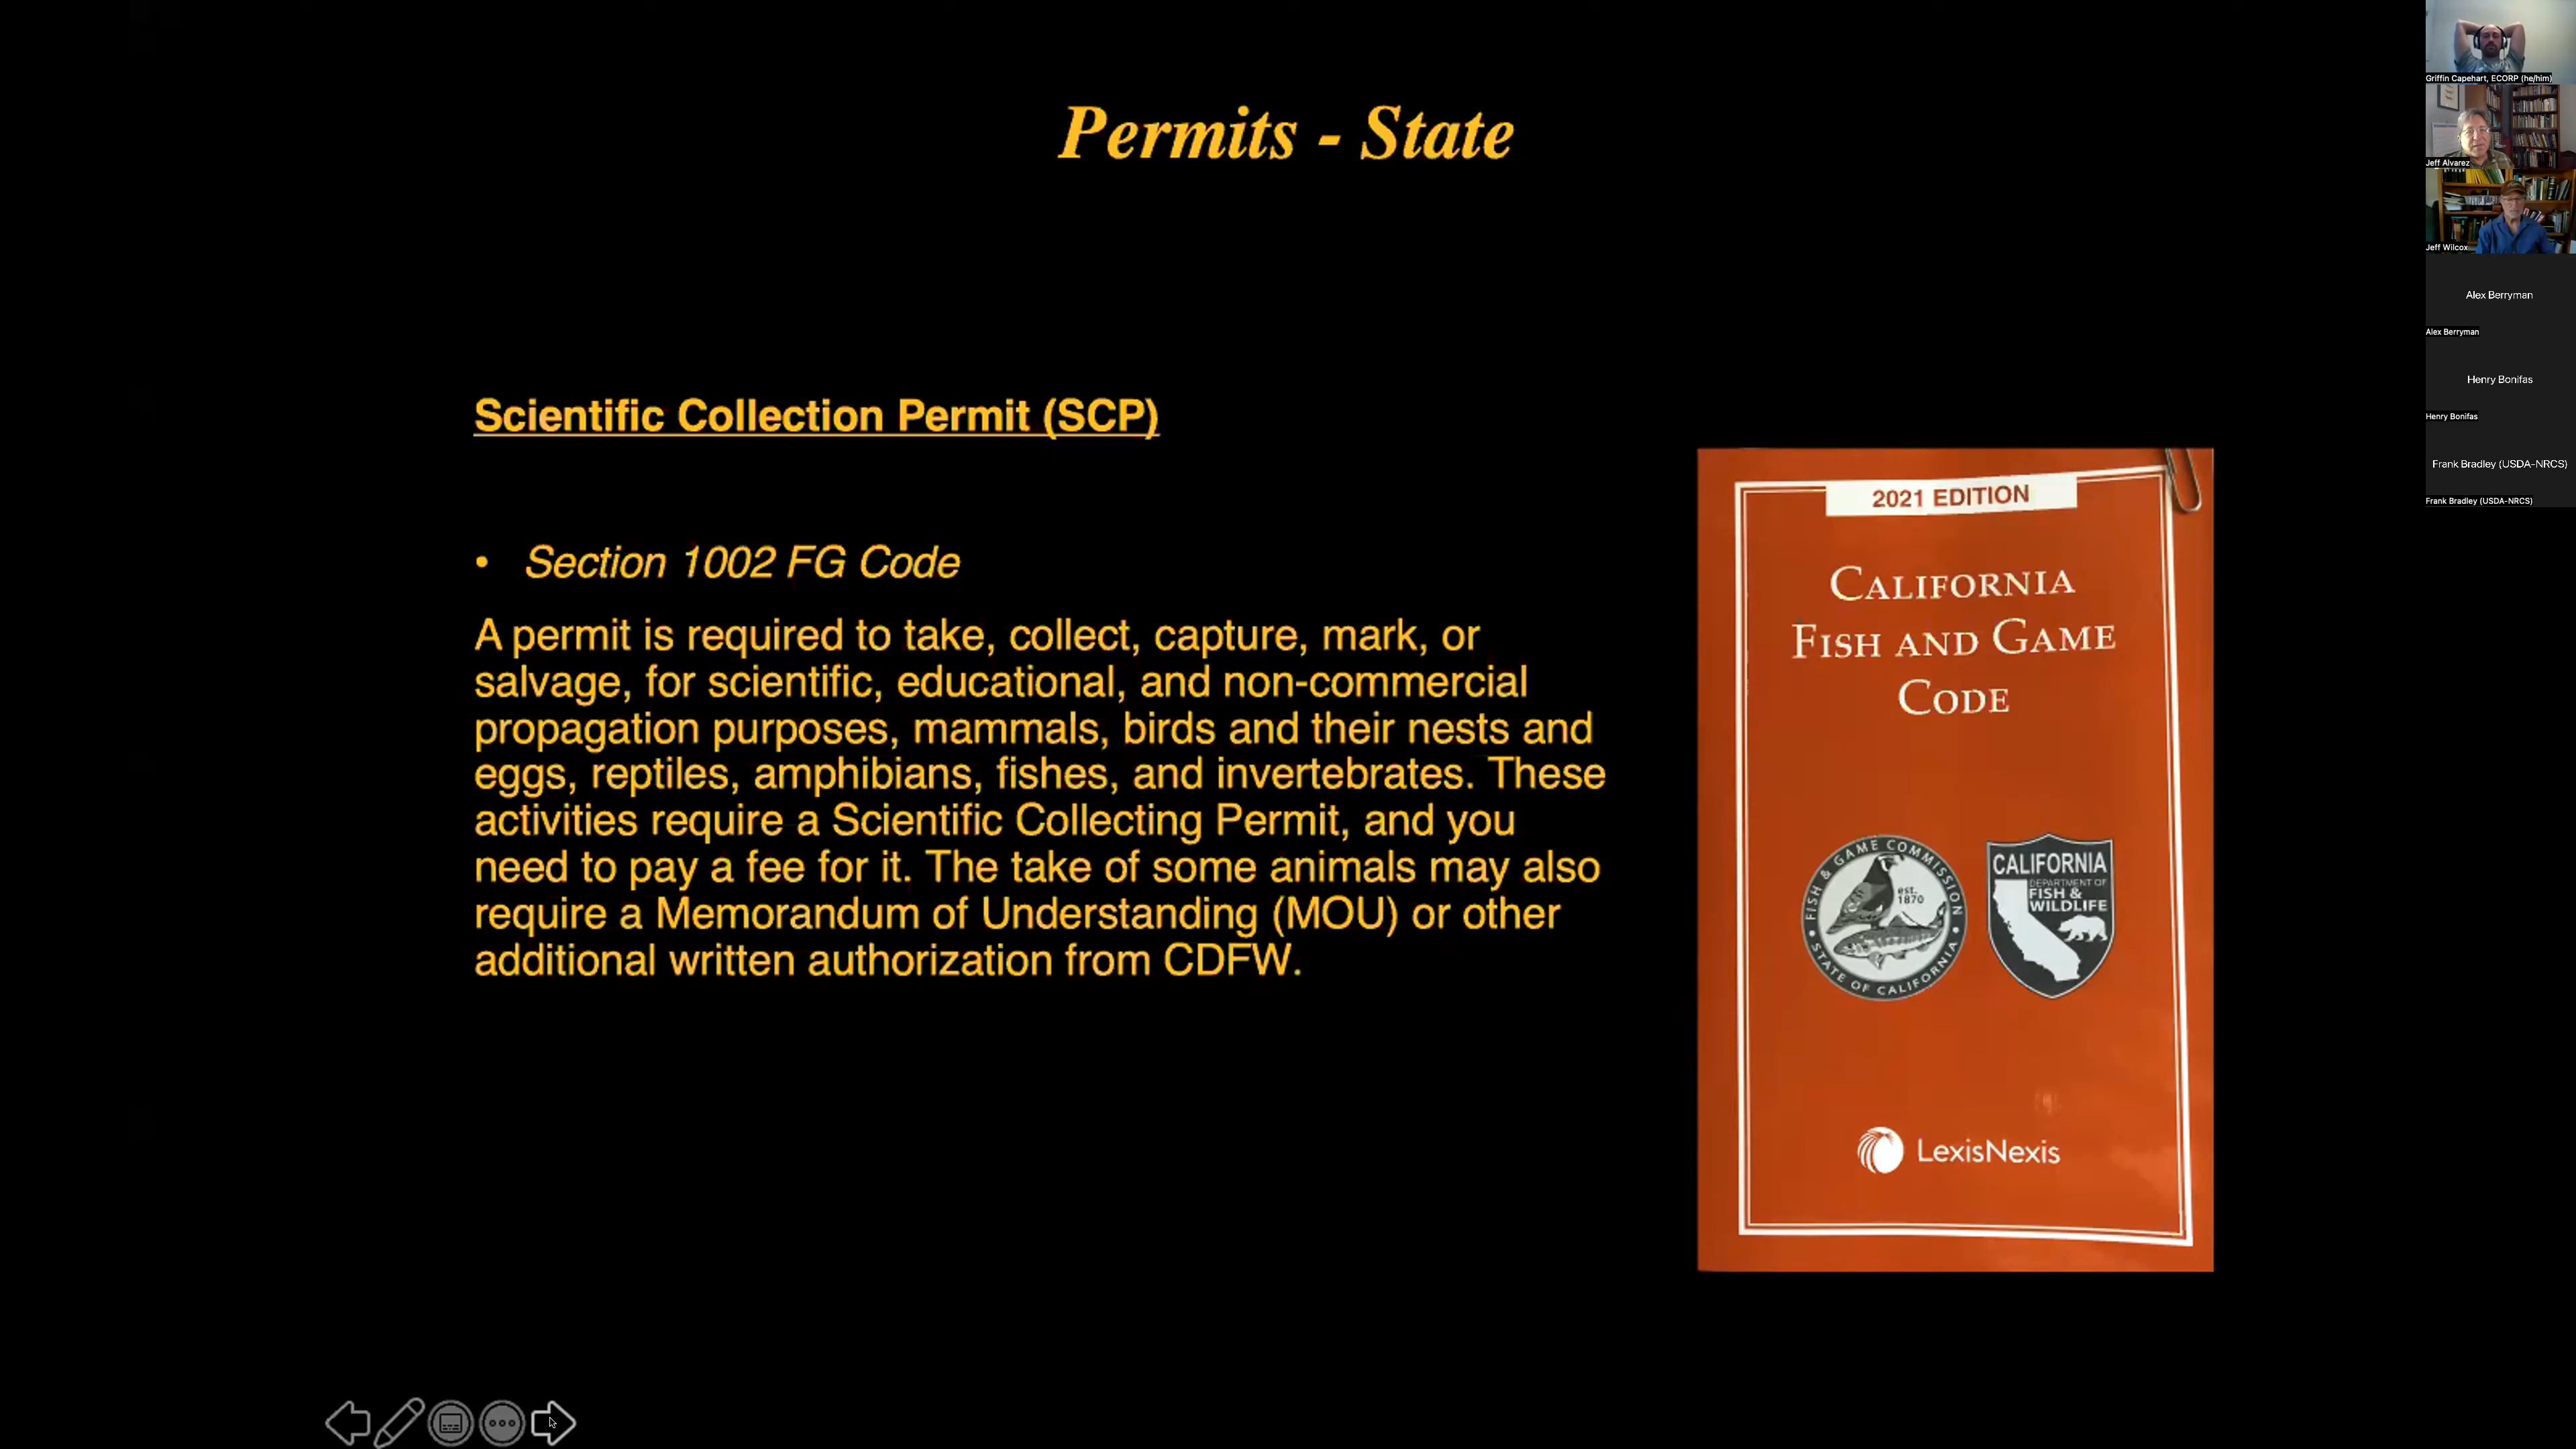 Permits - State
Scientific Collection Permit (SCP)
• Section 1002 FG Code
A permit is required to take, collect, capture, mark, or
salvage, for scientific, educational, and non-commercial
propagation purposes, mammals, birds and their nests and
eggs, reptiles, amphibians, fishes, and invertebrates. These
activities require a Scientific Collecting Permit, and you
need to pay a fee for it. The take of some animals may also
require a Memorandum of Understanding (MOU) or other
additional written authorization from CDFW.
2021 EDITION
CALIFORNIA
FISH AND GAME
CODE
FISH & GAME COMMISSION
est.
1870
STATE OF CALIFORNIA
CALIFORNIA
DEPARTMENT OF
FISH &
WILDLIFE
LexisNexis
Griffin Capehart, ECORP (he/him)
Jeff Alvarez
Jeff Wilcox
Alex Berryman
Alex Berryman
Henry Bonifas
Henry Bonifas
Frank Bradley (USDA-NRCS)
Frank Bradley (USDA-NRCS)